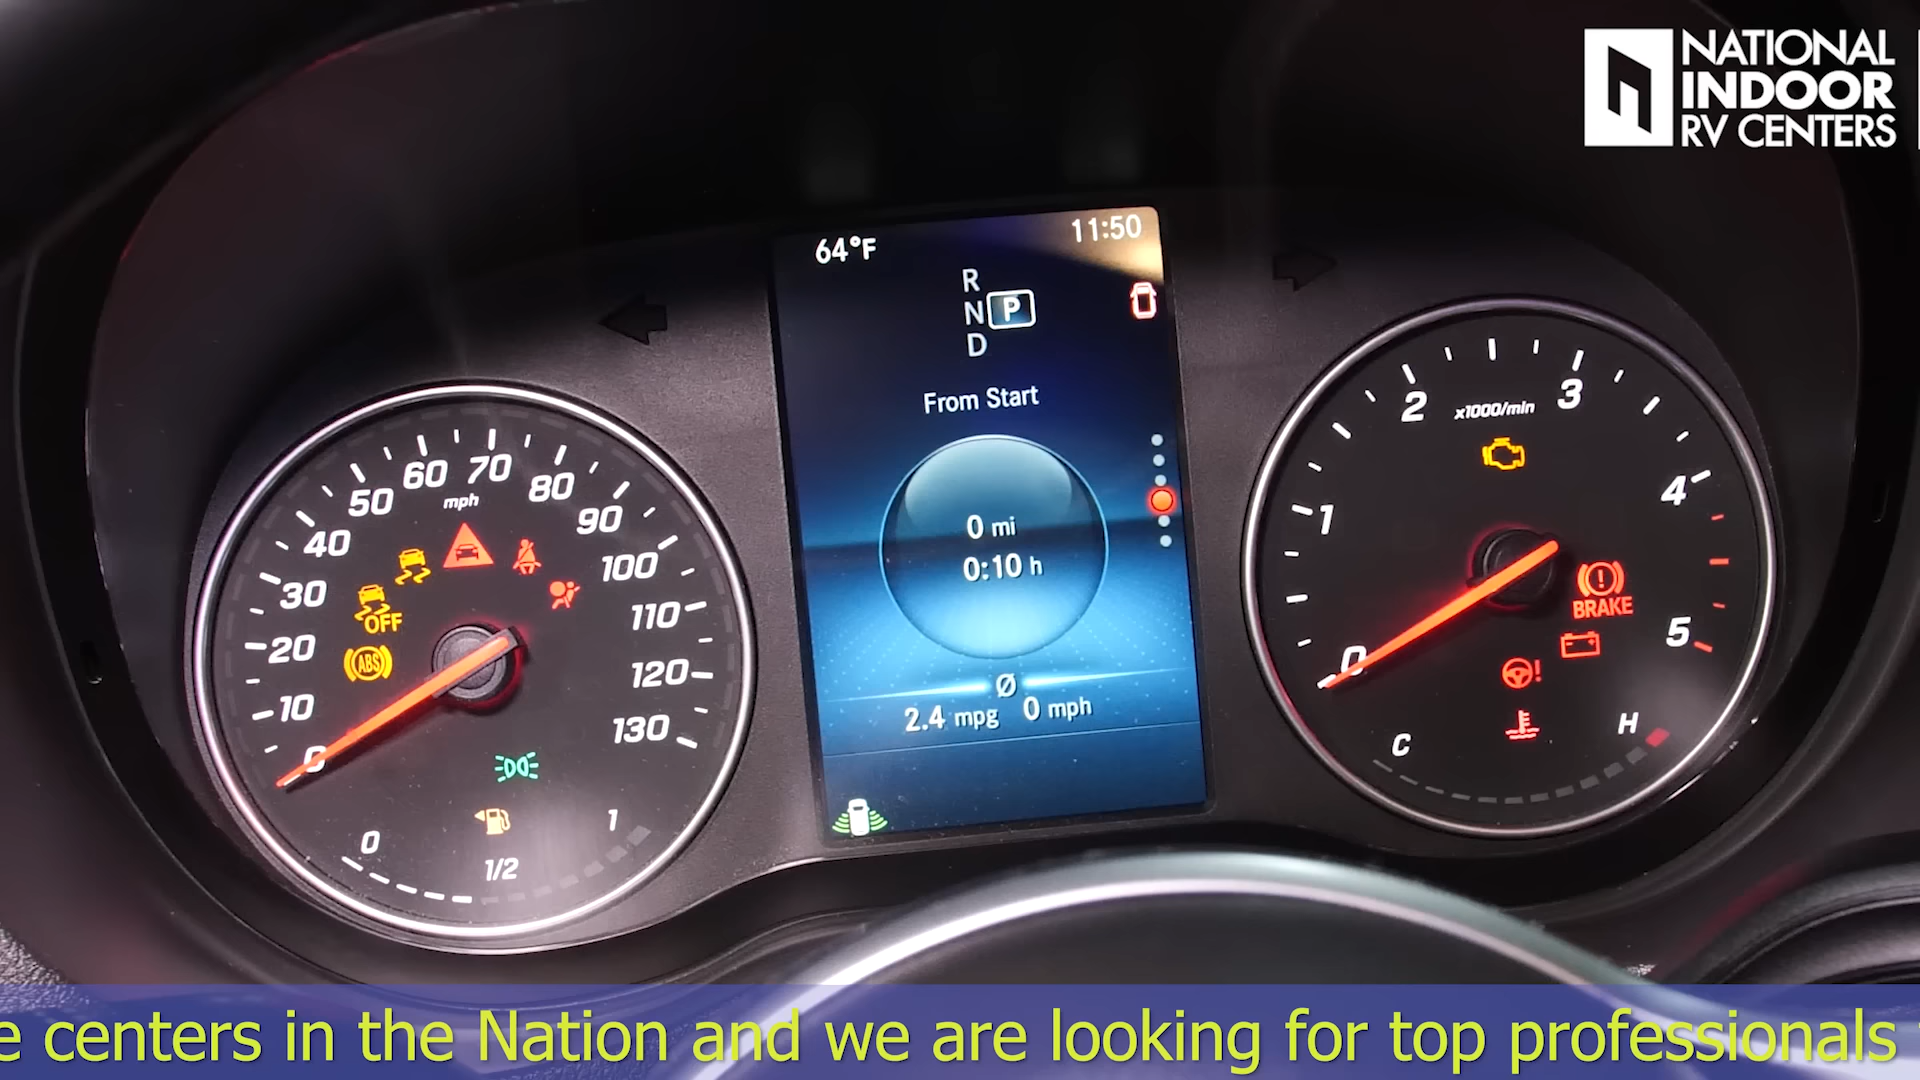 NATIONAL
INDOOR
RV CENTERS
64°F
11:50
R
N
P
D
From Start
0 mi
0:10 h
Ø
2.4 mpg 0 mph
0
10
20
30
40
50
60
70
80
90
100
110
120
130
mph
OFF
ABS
0
1/2
1
0
1
2
3
4
5
x1000/min
BRAKE
C
H
e centers in the Nation and we are looking for top professionals